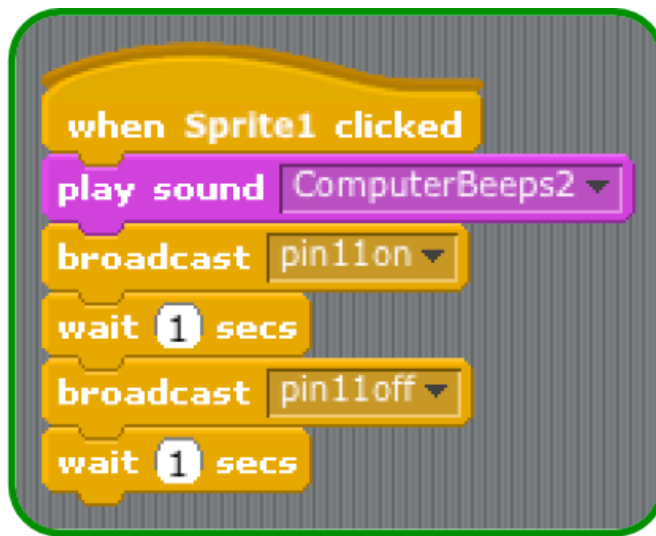 when Sprite1 clicked
play sound ComputerBeeps2
broadcast pin11on
wait 1 secs
broadcast pin11off
wait 1 secs